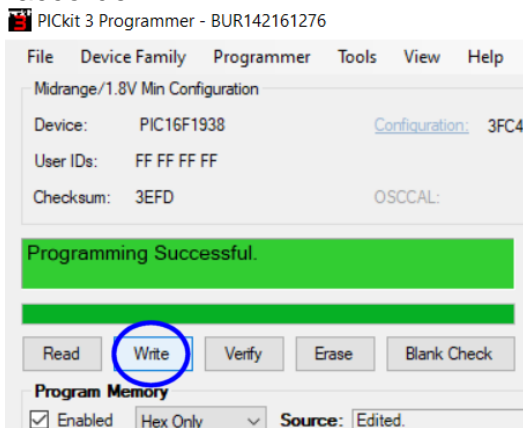 PICkit 3 Programmer - BUR142161276
File Device Family Programmer Tools View Help
Midrange/1.8V Min Configuration
Device: PIC16F1938 Configuration: 3FC4
User IDs: FF FF FF FF
Checksum: 3EFD OSCCAL:
Programming Successful.
Read Write Verify Erase Blank Check
Program Memory
Enabled Hex Only Source: Edited.